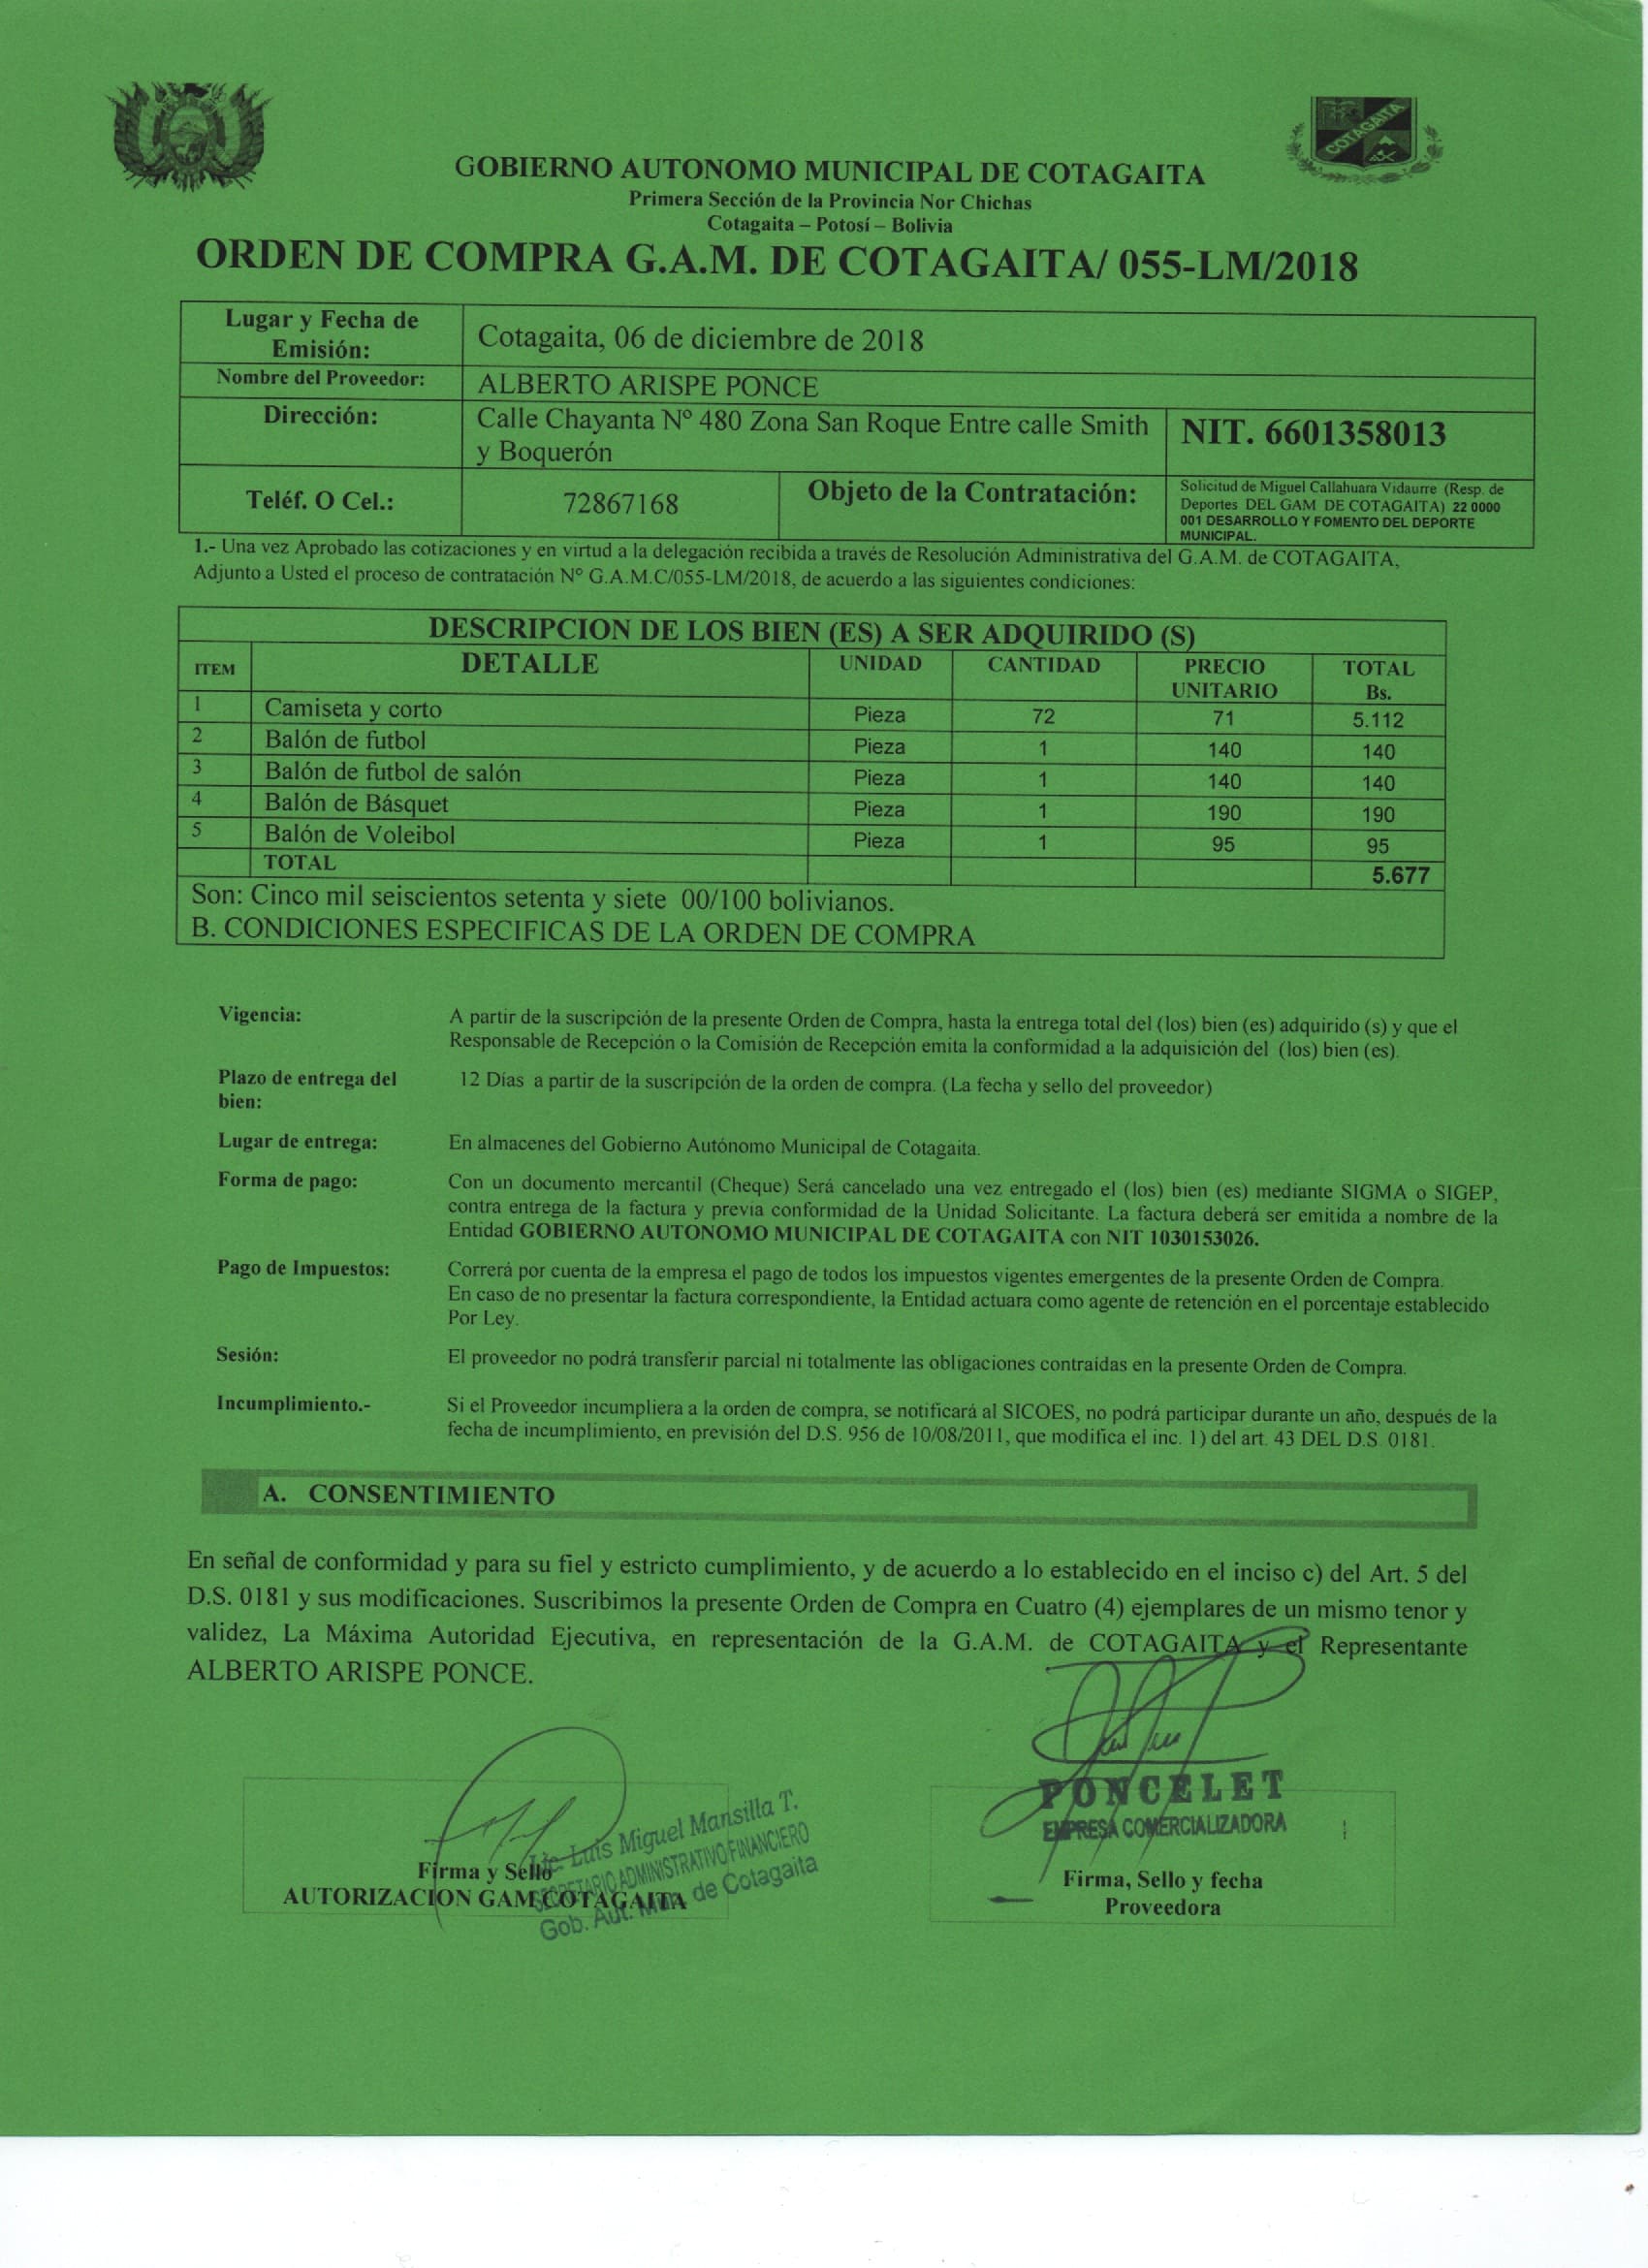 COTAGAITA
GOBIERNO AUTONOMO MUNICIPAL DE COTAGAITA
Primera Sección de la Provincia Nor Chichas
Cotagaita – Potosí – Bolivia
ORDEN DE COMPRA G.A.M. DE COTAGAITA/ 055-LM/2018
Lugar y Fecha de
Emisión:
Cotagaita, 06 de diciembre de 2018
Nombre del Proveedor:
ALBERTO ARISPE PONCE
Dirección:
Calle Chayanta Nº 480 Zona San Roque Entre calle Smith
y Boquerón
NIT. 6601358013
Teléf. O Cel.:
72867168
Objeto de la Contratación:
Solicitud de Miguel Callahuara Vidaurre (Resp. de
Deportes DEL GAM DE COTAGAITA) 22 0000
001 DESARROLLO Y FOMENTO DEL DEPORTE
MUNICIPAL.
1.- Una vez Aprobado las cotizaciones y en virtud a la delegación recibida a través de Resolución Administrativa del G.A.M. de COTAGAITA,
Adjunto a Usted el proceso de contratación Nº G.A.M.C/055-LM/2018, de acuerdo a las siguientes condiciones:
DESCRIPCION DE LOS BIEN (ES) A SER ADQUIRIDO (S)
ITEM DETALLE UNIDAD CANTIDAD PRECIO UNITARIO TOTAL Bs.
1 Camiseta y corto Pieza 72 71 5.112
2 Balón de futbol Pieza 1 140 140
3 Balón de futbol de salón Pieza 1 140 140
4 Balón de Básquet Pieza 1 190 190
5 Balón de Voleibol Pieza 1 95 95
TOTAL 5.677
Son: Cinco mil seiscientos setenta y siete 00/100 bolivianos.
B. CONDICIONES ESPECIFICAS DE LA ORDEN DE COMPRA
Vigencia:
A partir de la suscripción de la presente Orden de Compra, hasta la entrega total del (los) bien (es) adquirido (s) y que el
Responsable de Recepción o la Comisión de Recepción emita la conformidad a la adquisición del (los) bien (es).
Plazo de entrega del
bien:
12 Días a partir de la suscripción de la orden de compra. (La fecha y sello del proveedor)
Lugar de entrega:
En almacenes del Gobierno Autónomo Municipal de Cotagaita.
Forma de pago:
Con un documento mercantil (Cheque) Será cancelado una vez entregado el (los) bien (es) mediante SIGMA o SIGEP,
contra entrega de la factura y previa conformidad de la Unidad Solicitante. La factura deberá ser emitida a nombre de la
Entidad GOBIERNO AUTONOMO MUNICIPAL DE COTAGAITA con NIT 1030153026.
Pago de Impuestos:
Correrá por cuenta de la empresa el pago de todos los impuestos vigentes emergentes de la presente Orden de Compra.
En caso de no presentar la factura correspondiente, la Entidad actuara como agente de retención en el porcentaje establecido
Por Ley.
Sesión:
El proveedor no podrá transferir parcial ni totalmente las obligaciones contraídas en la presente Orden de Compra.
Incumplimiento.-
Si el Proveedor incumpliera a la orden de compra, se notificará al SICOES, no podrá participar durante un año, después de la
fecha de incumplimiento, en previsión del D.S. 956 de 10/08/2011, que modifica el inc. 1) del art. 43 DEL D.S. 0181.
A. CONSENTIMIENTO
En señal de conformidad y para su fiel y estricto cumplimiento, y de acuerdo a lo establecido en el inciso c) del Art. 5 del
D.S. 0181 y sus modificaciones. Suscribimos la presente Orden de Compra en Cuatro (4) ejemplares de un mismo tenor y
validez, La Máxima Autoridad Ejecutiva, en representación de la G.A.M. de COTAGAITA y el Representante
ALBERTO ARISPE PONCE.
Lic. Luis Miguel Mansilla T.
SECRETARIO ADMINISTRATIVO FINANCIERO
Gob. Aut. Mun. de Cotagaita
Firma y Sello
AUTORIZACION GAM COTAGAITA
PONCELET
EMPRESA COMERCIALIZADORA
Firma, Sello y fecha
Proveedora